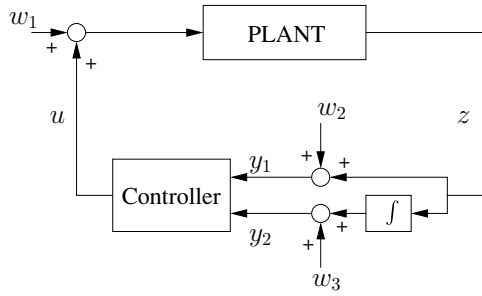 w₁
+
+
PLANT
u
z
w₂
+
+
y₁
Controller
y₂
∫
+
+
w₃